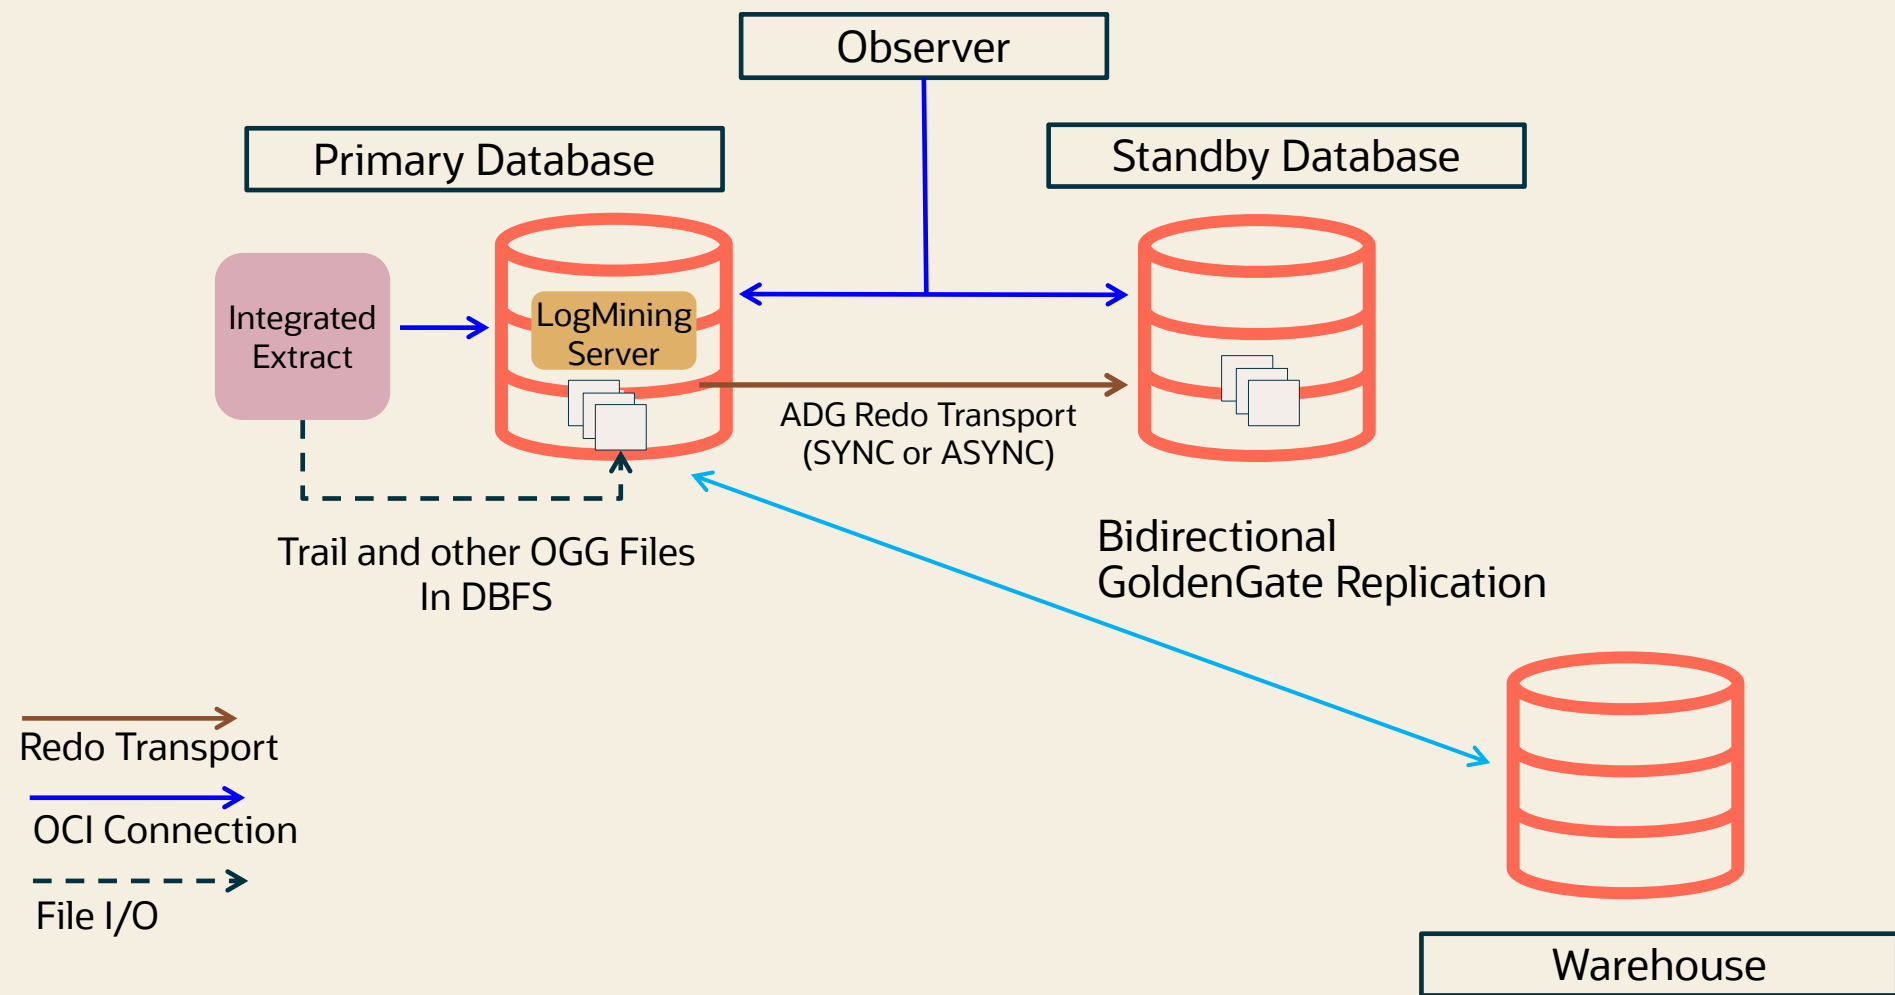 Observer
Primary Database
Standby Database
Integrated
Extract
LogMining
Server
ADG Redo Transport
(SYNC or ASYNC)
Trail and other OGG Files
In DBFS
Bidirectional
GoldenGate Replication
Redo Transport
OCI Connection
File I/O
Warehouse